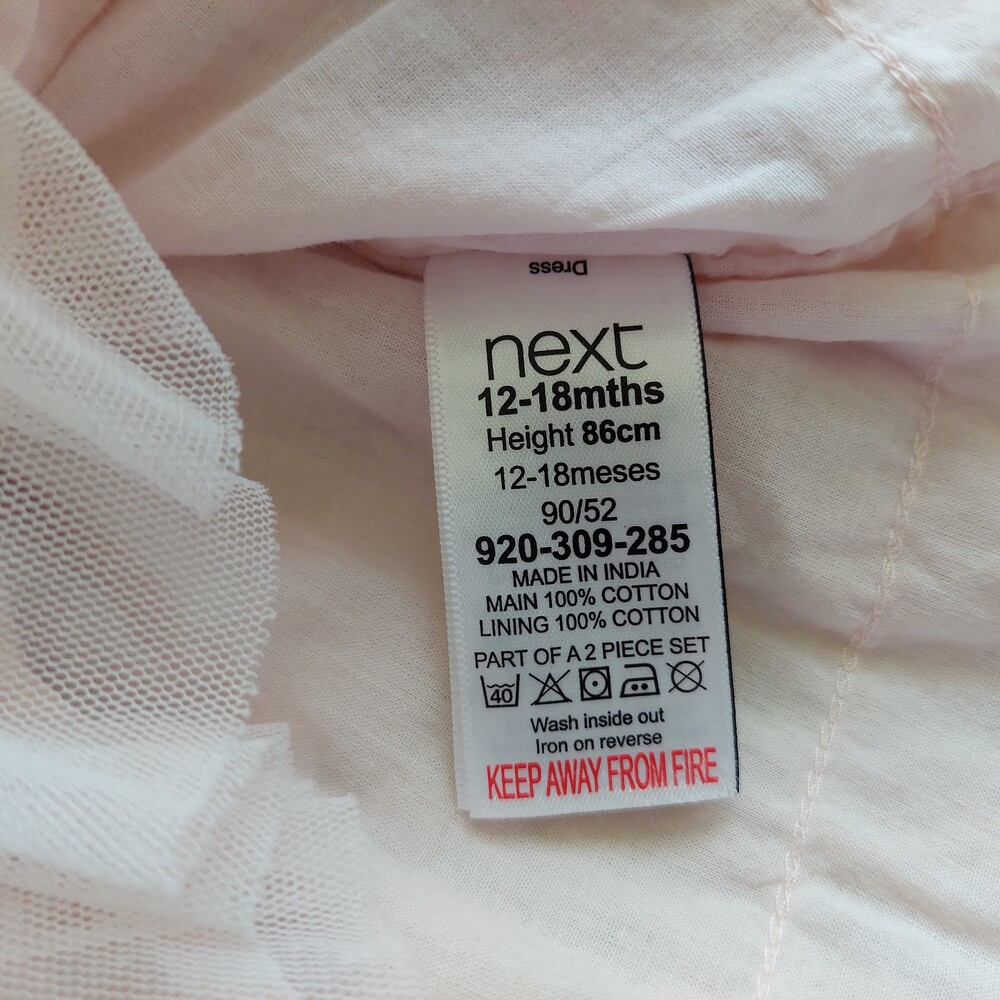 Dress
next
12-18mths
Height 86cm
12-18meses
90/52
920-309-285
MADE IN INDIA
MAIN 100% COTTON
LINING 100% COTTON
PART OF A 2 PIECE SET
40
Wash inside out
Iron on reverse
KEEP AWAY FROM FIRE